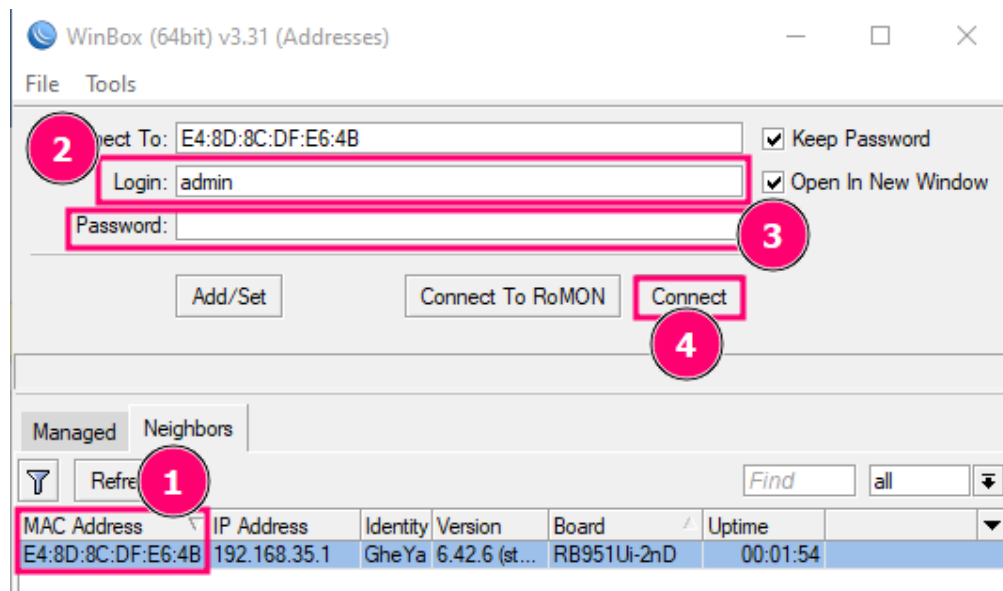 WinBox (64bit) v3.31 (Addresses)
File Tools
2 nect To: E4:8D:8C:DF:E6:4B Keep Password
Login: admin Open In New Window
Password: 3
Add/Set Connect To RoMON Connect
4
Managed Neighbors
Refre 1 Find all
MAC Address IP Address Identity Version Board Uptime
E4:8D:8C:DF:E6:4B 192.168.35.1 GheYa 6.42.6 (st... RB951Ui-2nD 00:01:54